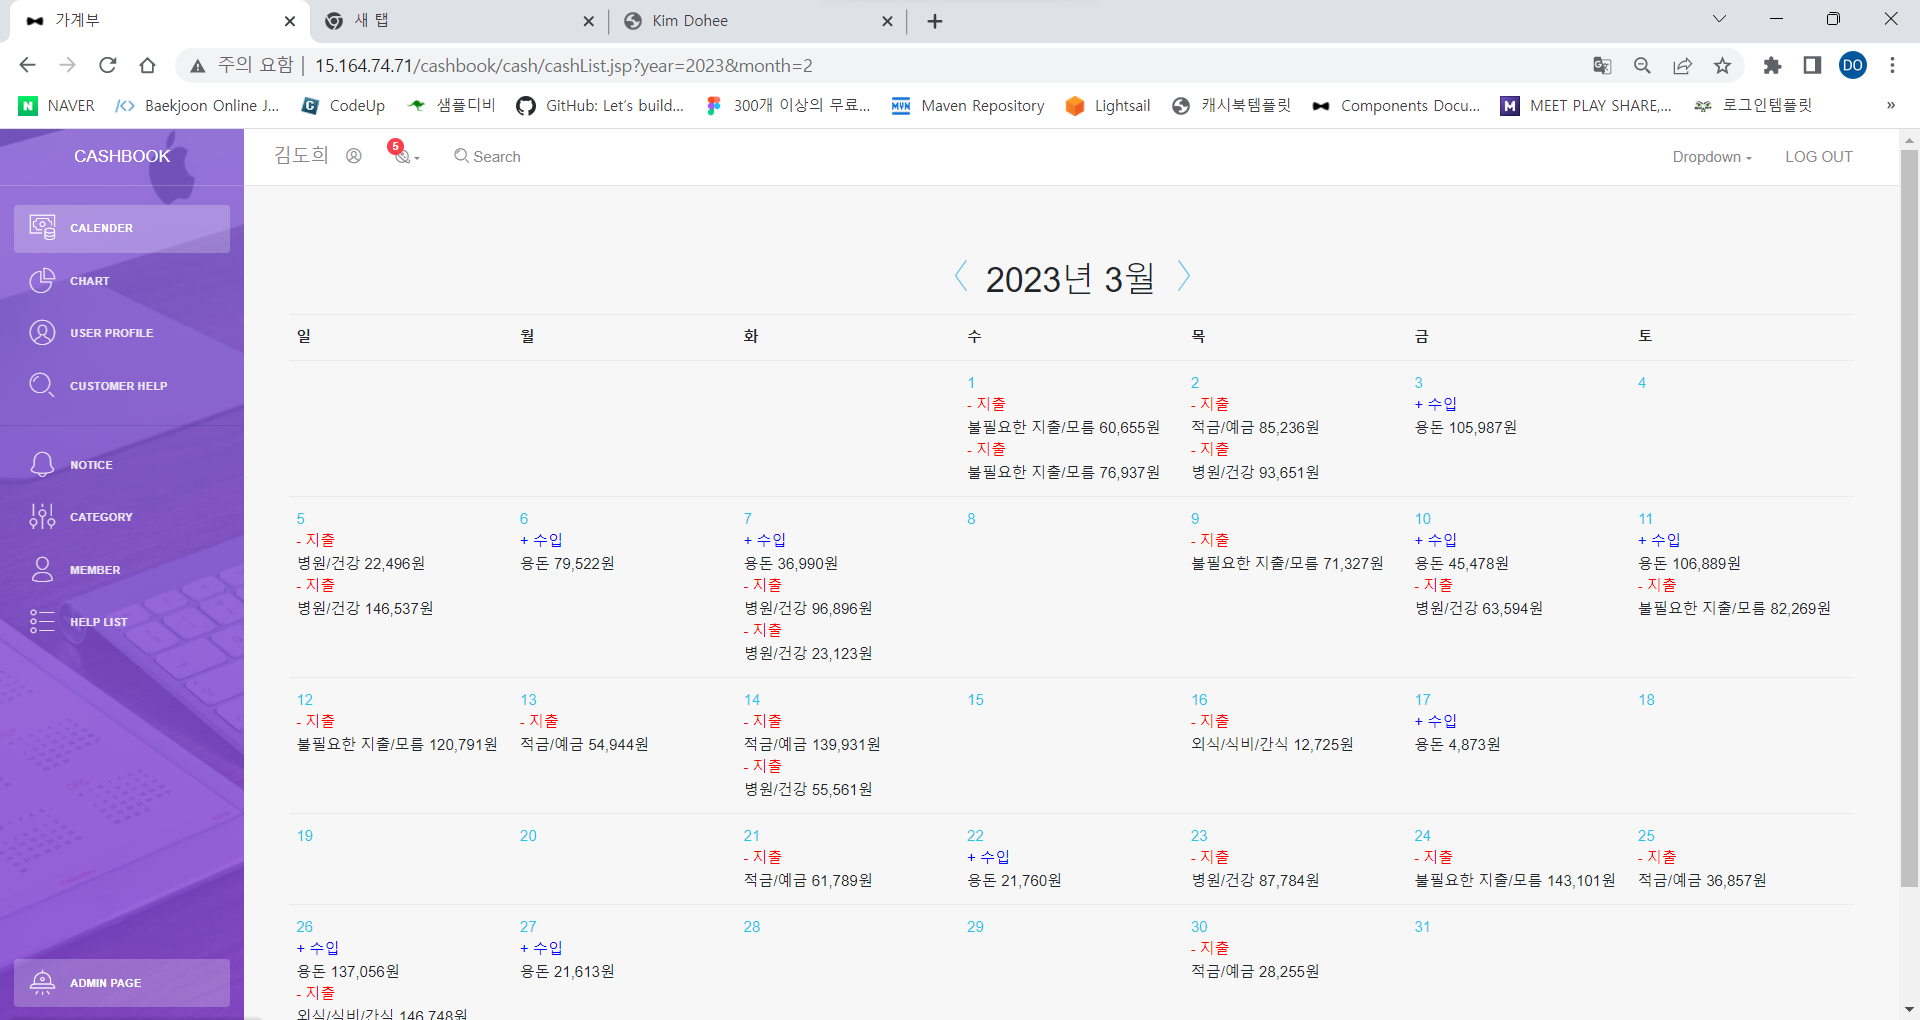 가계부
새 탭
Kim Dohee
주의 요함 | 15.164.74.71/cashbook/cash/cashList.jsp?year=2023&month=2
DO
NAVER
Baekjoon Online J...
CodeUp
샘플디비
GitHub: Let's build...
300개 이상의 무료...
Maven Repository
Lightsail
캐시북템플릿
Components Docu...
MEET PLAY SHARE,...
로그인템플릿
»
CASHBOOK
김도희
5
Search
Dropdown
LOG OUT
CALENDER
CHART
USER PROFILE
CUSTOMER HELP
NOTICE
CATEGORY
MEMBER
HELP LIST
ADMIN PAGE
2023년 3월
일 월 화 수 목 금 토
1
- 지출
불필요한 지출/모름 60,655원
- 지출
불필요한 지출/모름 76,937원
2
- 지출
적금/예금 85,236원
- 지출
병원/건강 93,651원
3
+ 수입
용돈 105,987원
4
5
- 지출
병원/건강 22,496원
- 지출
병원/건강 146,537원
6
+ 수입
용돈 79,522원
7
+ 수입
용돈 36,990원
- 지출
병원/건강 96,896원
- 지출
병원/건강 23,123원
8
9
- 지출
불필요한 지출/모름 71,327원
10
+ 수입
용돈 45,478원
- 지출
병원/건강 63,594원
11
+ 수입
용돈 106,889원
- 지출
불필요한 지출/모름 82,269원
12
- 지출
불필요한 지출/모름 120,791원
13
- 지출
적금/예금 54,944원
14
- 지출
적금/예금 139,931원
- 지출
병원/건강 55,561원
15
16
- 지출
외식/식비/간식 12,725원
17
+ 수입
용돈 4,873원
18
19
20
21
- 지출
적금/예금 61,789원
22
+ 수입
용돈 21,760원
23
- 지출
병원/건강 87,784원
24
- 지출
불필요한 지출/모름 143,101원
25
- 지출
적금/예금 36,857원
26
+ 수입
용돈 137,056원
- 지출
외식/식비/간식 146,748원
27
+ 수입
용돈 21,613원
28
29
30
- 지출
적금/예금 28,255원
31